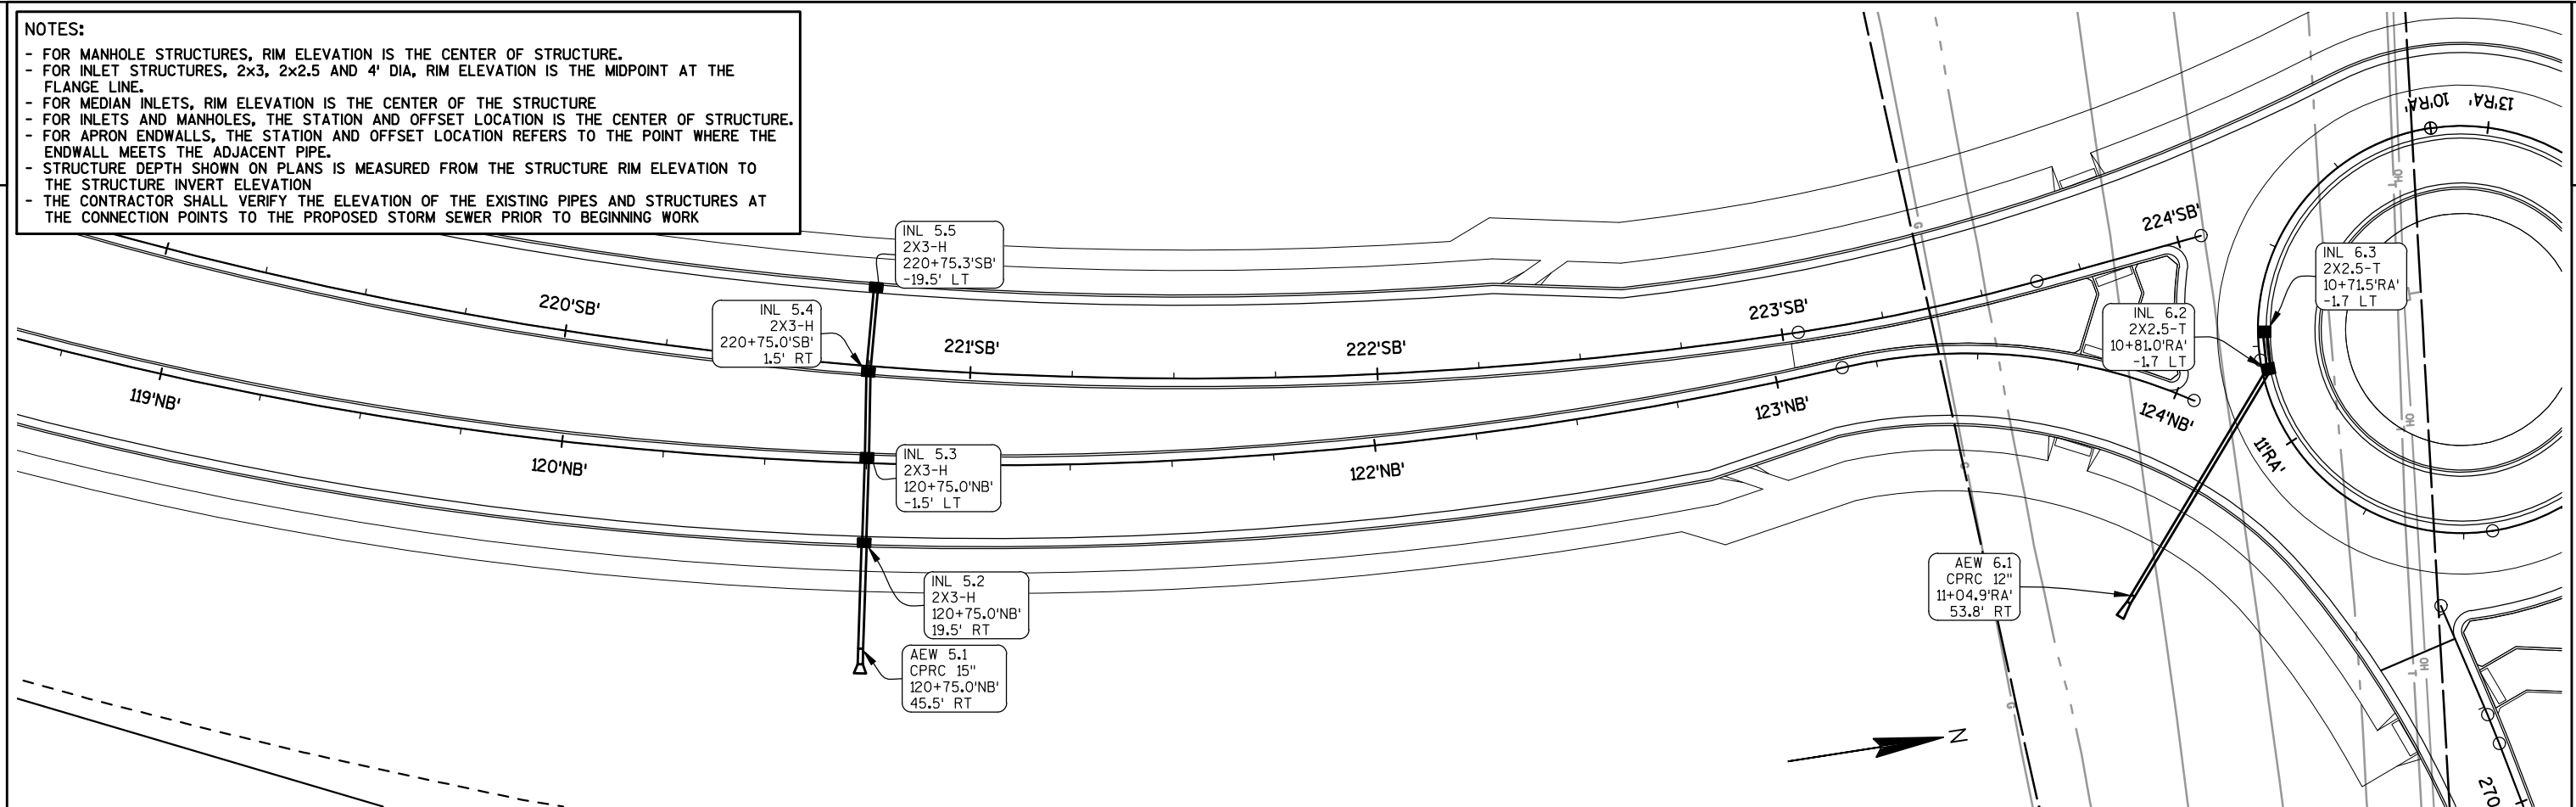 NOTES:
- FOR MANHOLE STRUCTURES, RIM ELEVATION IS THE CENTER OF STRUCTURE.
- FOR INLET STRUCTURES, 2x3, 2x2.5 AND 4' DIA, RIM ELEVATION IS THE MIDPOINT AT THE
FLANGE LINE.
- FOR MEDIAN INLETS, RIM ELEVATION IS THE CENTER OF THE STRUCTURE
- FOR INLETS AND MANHOLES, THE STATION AND OFFSET LOCATION IS THE CENTER OF STRUCTURE.
- FOR APRON ENDWALLS, THE STATION AND OFFSET LOCATION REFERS TO THE POINT WHERE THE
ENDWALL MEETS THE ADJACENT PIPE.
- STRUCTURE DEPTH SHOWN ON PLANS IS MEASURED FROM THE STRUCTURE RIM ELEVATION TO
THE STRUCTURE INVERT ELEVATION
- THE CONTRACTOR SHALL VERIFY THE ELEVATION OF THE EXISTING PIPES AND STRUCTURES AT
THE CONNECTION POINTS TO THE PROPOSED STORM SEWER PRIOR TO BEGINNING WORK
10'RA'
13'RA'
INL 5.5
2X3-H
220+75.3'SB'
-19.5' LT
224'SB'
INL 6.3
2X2.5-T
10+71.5'RA'
-1.7 LT
220'SB'
INL 5.4
2X3-H
220+75.0'SB'
1.5' RT
221'SB'
222'SB'
223'SB'
INL 6.2
2X2.5-T
10+81.0'RA'
-1.7 LT
119'NB'
120'NB'
INL 5.3
2X3-H
120+75.0'NB'
-1.5' LT
122'NB'
123'NB'
124'NB'
11'RA'
INL 5.2
2X3-H
120+75.0'NB'
19.5' RT
AEW 6.1
CPRC 12"
11+04.9'RA'
53.8' RT
AEW 5.1
CPRC 15"
120+75.0'NB'
45.5' RT
N
270
G
G
G
OH
T
OH
T
OH
T